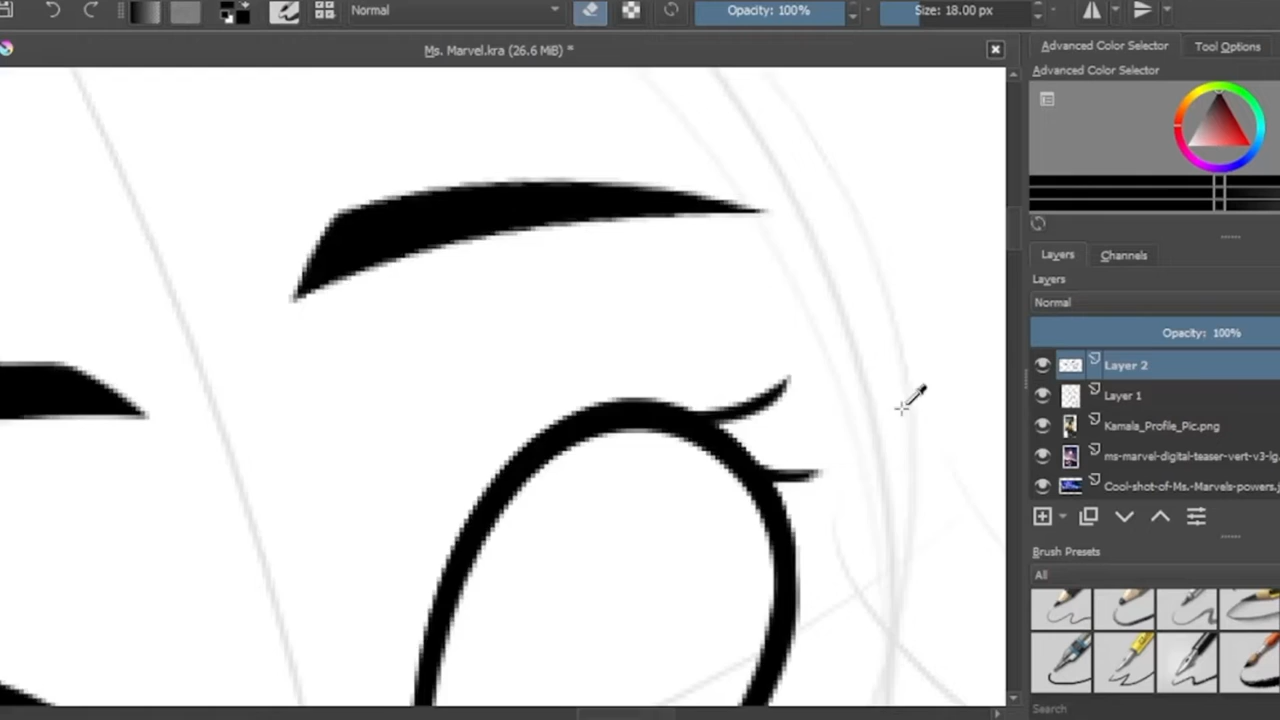 Normal
Opacity: 100%
Size: 18.00 px
Ms. Marvel.kra (26.6 MiB) *
Advanced Color Selector
Tool Options
Advanced Color Selector
Layers
Channels
Layers
Normal
Opacity: 100%
Layer 2
Layer 1
Kamala_Profile_Pic.png
ms-marvel-digital-teaser-vert-v3-lg.
Cool-shot-of-Ms.-Marvels-powers.j
Brush Presets
All
Search